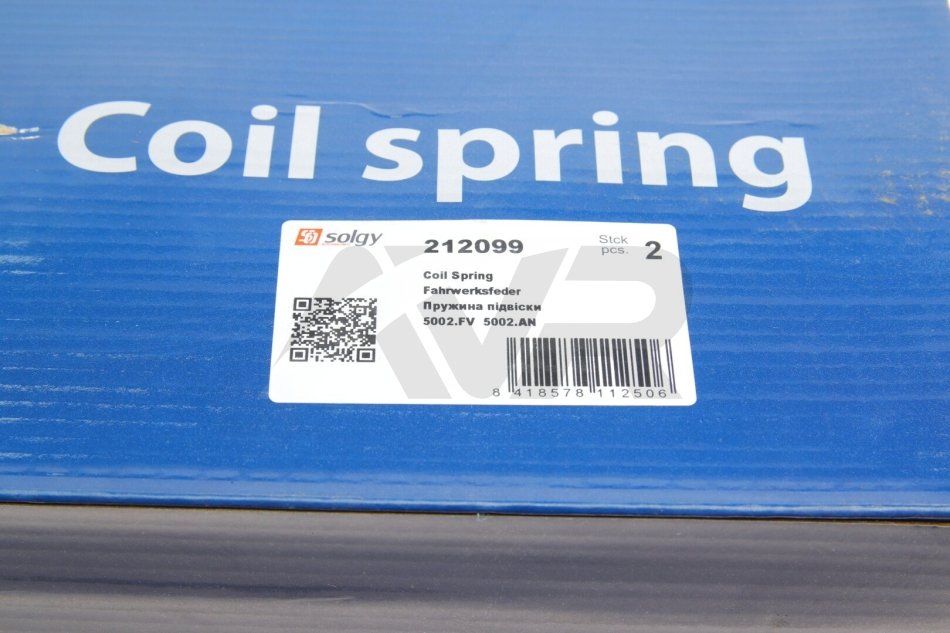 Coil spring
solgy
212099
Stck
pcs. 2
Coil Spring
Fahrwerksfeder
Пружина підвіски
5002.FV 5002.AN
8 418578 112506